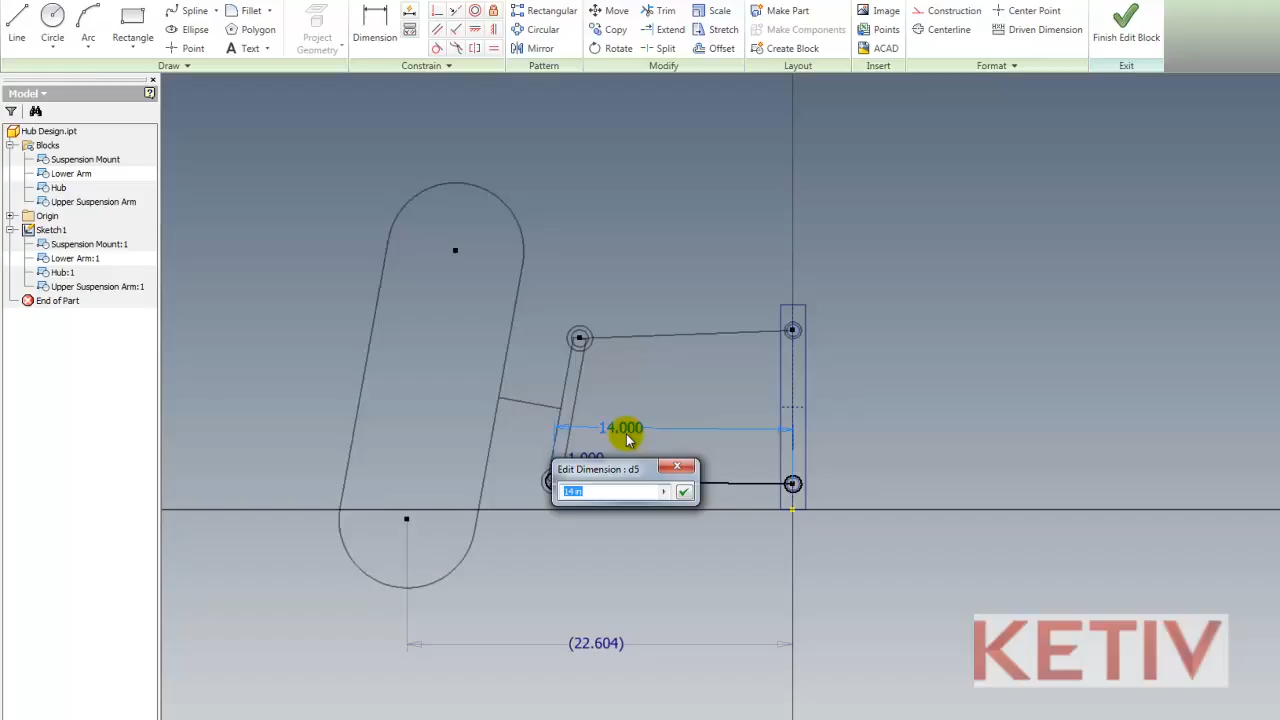 Spline Fillet Rectangular Move Trim Scale Make Part Image Construction Center Point
Line Circle Arc Rectangle Ellipse Polygon Project Geometry Dimension Circular Copy Extend Stretch Make Components Points Centerline Driven Dimension Finish Edit Block
Point Text Mirror Rotate Split Offset Create Block ACAD
Draw Constrain Pattern Modify Layout Insert Format Exit
Model
Hub Design.ipt
Blocks
Suspension Mount
Lower Arm
Hub
Upper Suspension Arm
Origin
Sketch1
Suspension Mount:1
Lower Arm:1
Hub:1
Upper Suspension Arm:1
End of Part
14.000
1.000
Edit Dimension : d5
14 in
(22.604)
KETIV